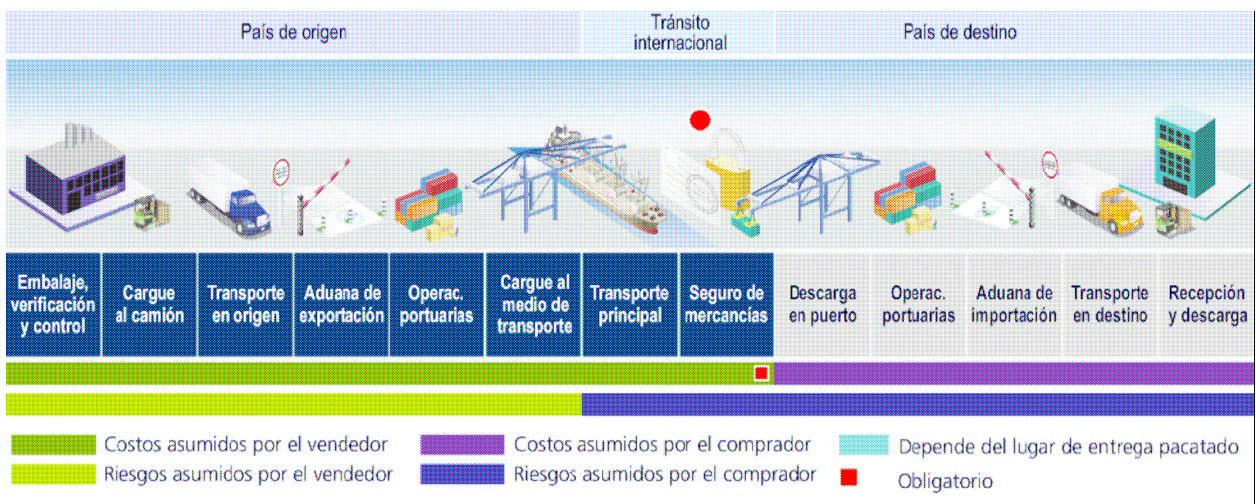 País de origen
Tránsito
internacional
País de destino
Embalaje,
verificación
y control
Cargue
al camión
Transporte
en origen
Aduana de
exportación
Operac.
portuarias
Cargue al
medio de
transporte
Transporte
principal
Seguro de
mercancías
Descarga
en puerto
Operac.
portuarias
Aduana de
importación
Transporte
en destino
Recepción
y descarga
Costos asumidos por el vendedor
Costos asumidos por el comprador
Depende del lugar de entrega pacatado
Riesgos asumidos por el vendedor
Riesgos asumidos por el comprador
Obligatorio